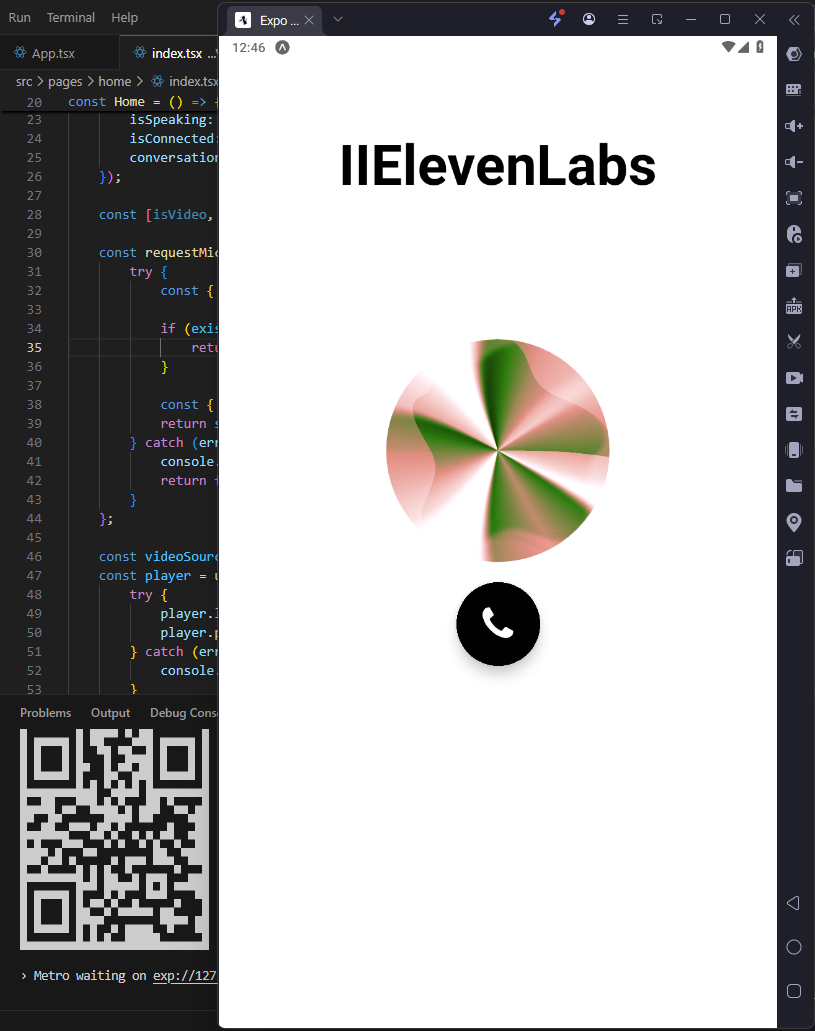 Run Terminal Help
App.tsx
index.tsx ...
src > pages > home > index.tsx
20 const Home = () => {
23 isSpeaking:
24 isConnected:
25 conversation
26 });
27
28 const [isVideo,
29
30 const requestMic
31 try {
32 const {
33
34 if (exis
35 retu
36 }
37
38 const {
39 return s
40 } catch (err
41 console.
42 return f
43 }
44 };
45
46 const videoSourc
47 const player = u
48 try {
49 player.l
50 player.p
51 } catch (err
52 console.
53 }
Problems Output Debug Cons
› Metro waiting on exp://127
Expo ...
12:46
IIElevenLabs
APK